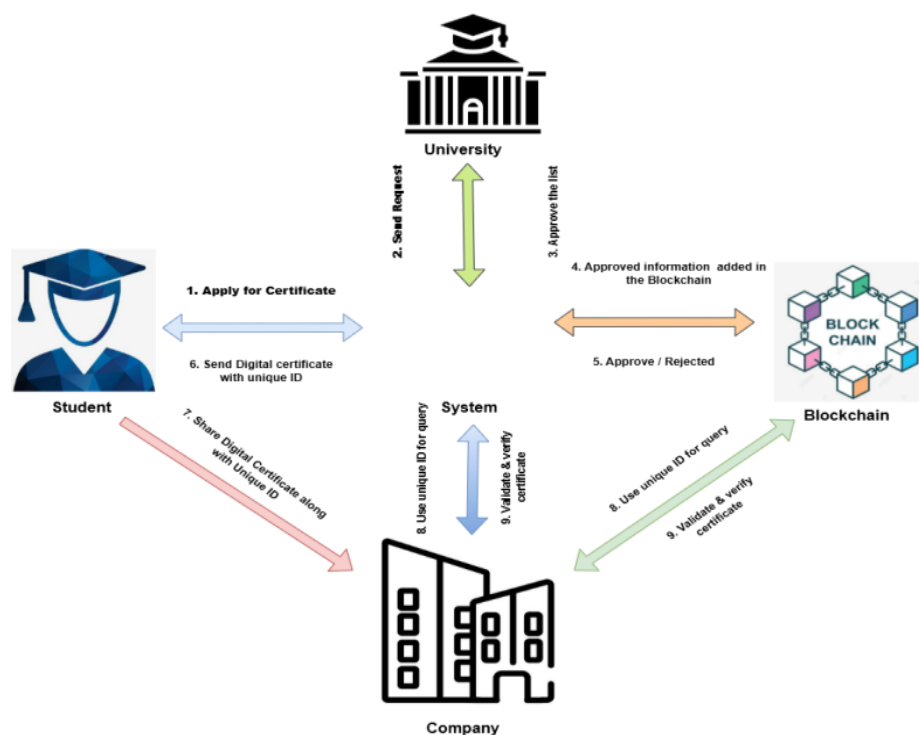 University
2. Send Request
3. Approve the list
1. Apply for Certificate
4. Approved information added in
the Blockchain
BLOCK
CHAIN
6. Send Digital certificate
with unique ID
5. Approve / Rejected
Student
System
Blockchain
7. Share Digital Certificate along
with Unique ID
8. Use unique ID for query
9. Validate & verify
certificate
8. Use unique ID for query
9. Validate & verify
certificate
Company